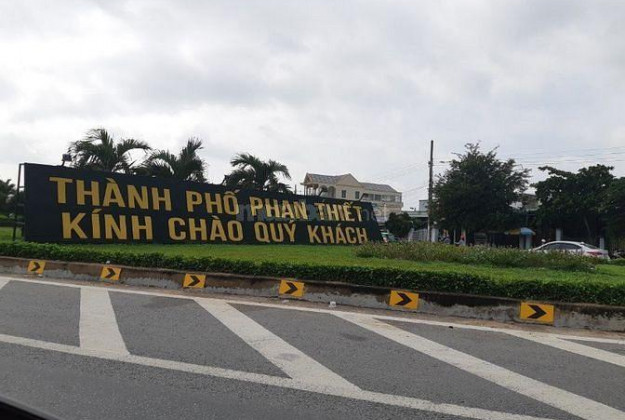 THÀNH PHỐ PHAN THIẾT
KÍNH CHÀO QUÝ KHÁCH